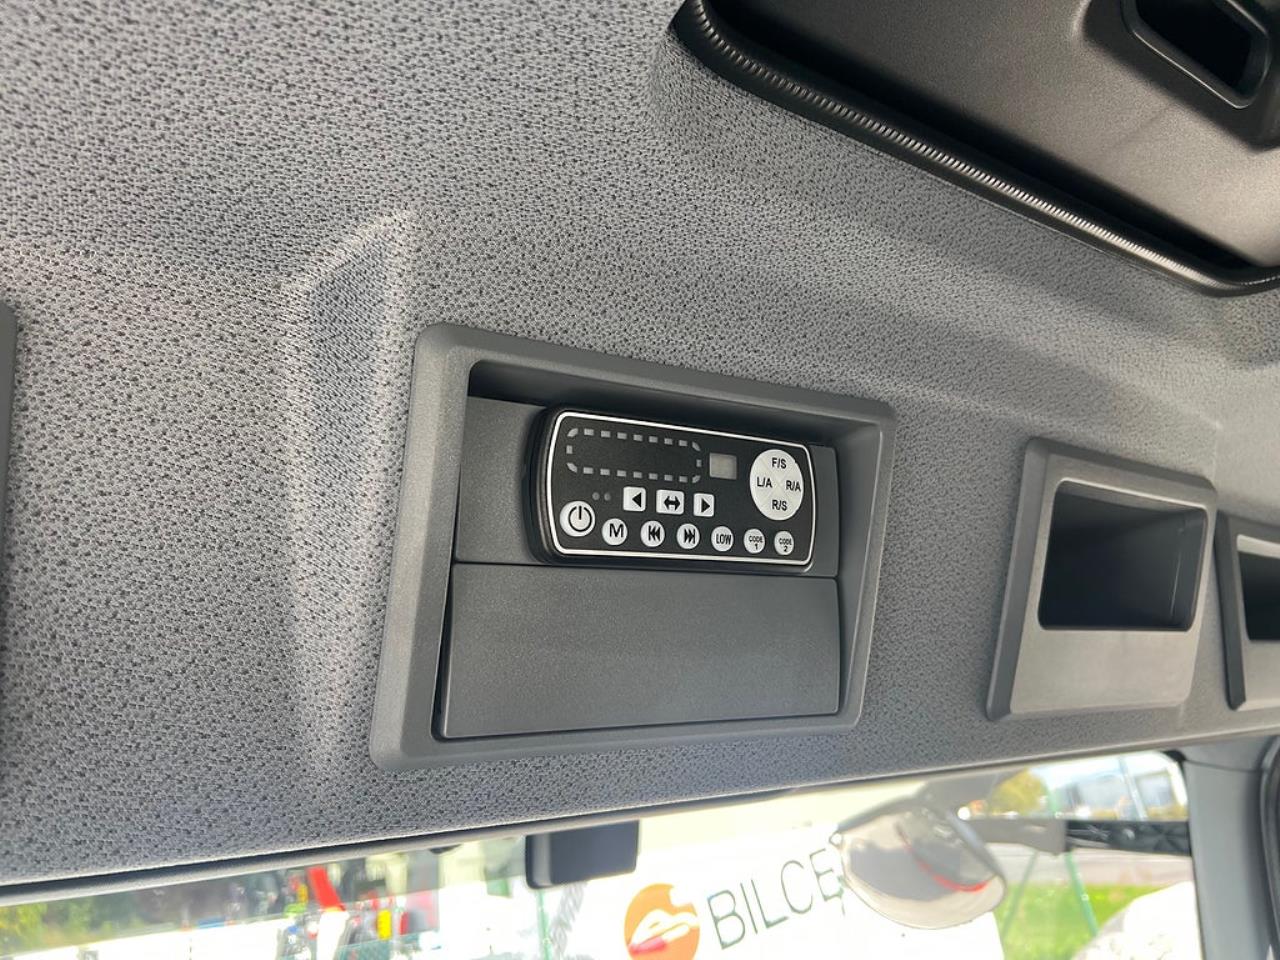 F/S
L/A R/A
R/S
M LOW CODE 1 CODE 2
BILCE